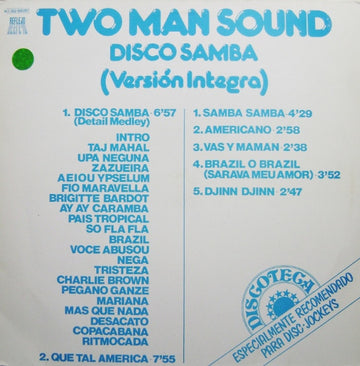 TWO MAN SOUND
DISCO SAMBA
(Versión Integra)
1. DISCO SAMBA - 6'57
(Detail Medley)
INTRO
TAJ MAHAL
UPA NEGUNA
ZAZUEIRA
A E I O U YPSELUM
FIO MARAVELLA
BRIGITTE BARDOT
AY AY CARAMBA
PAIS TROPICAL
SO FLA FLA
BRAZIL
VOCE ABUSOU
NEGA
TRISTEZA
CHARLIE BROWN
PEGANO GANZE
MARIANA
MAS QUE NADA
DESACATO
COPACABANA
RITMOCADA
2. QUE TAL AMERICA - 7'55
1. SAMBA SAMBA - 4'29
2. AMERICANO - 2'58
3. VAS Y MAMAN - 2'38
4. BRAZIL O BRAZIL
(SARAVA MEU AMOR) - 3'52
5. DJINN DJINN - 2'47
DISCOTECA
ESPECIALMENTE RECOMENDADO
PARA DISC-JOCKEYS